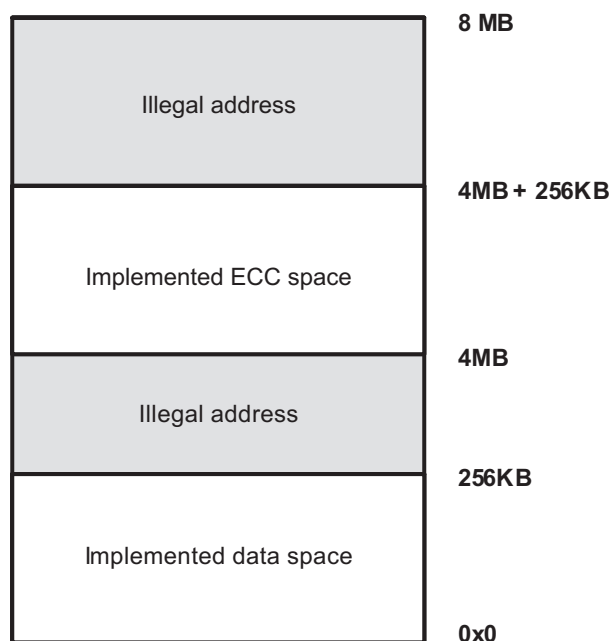 8 MB
Illegal address
4MB + 256KB
Implemented ECC space
4MB
Illegal address
256KB
Implemented data space
0x0